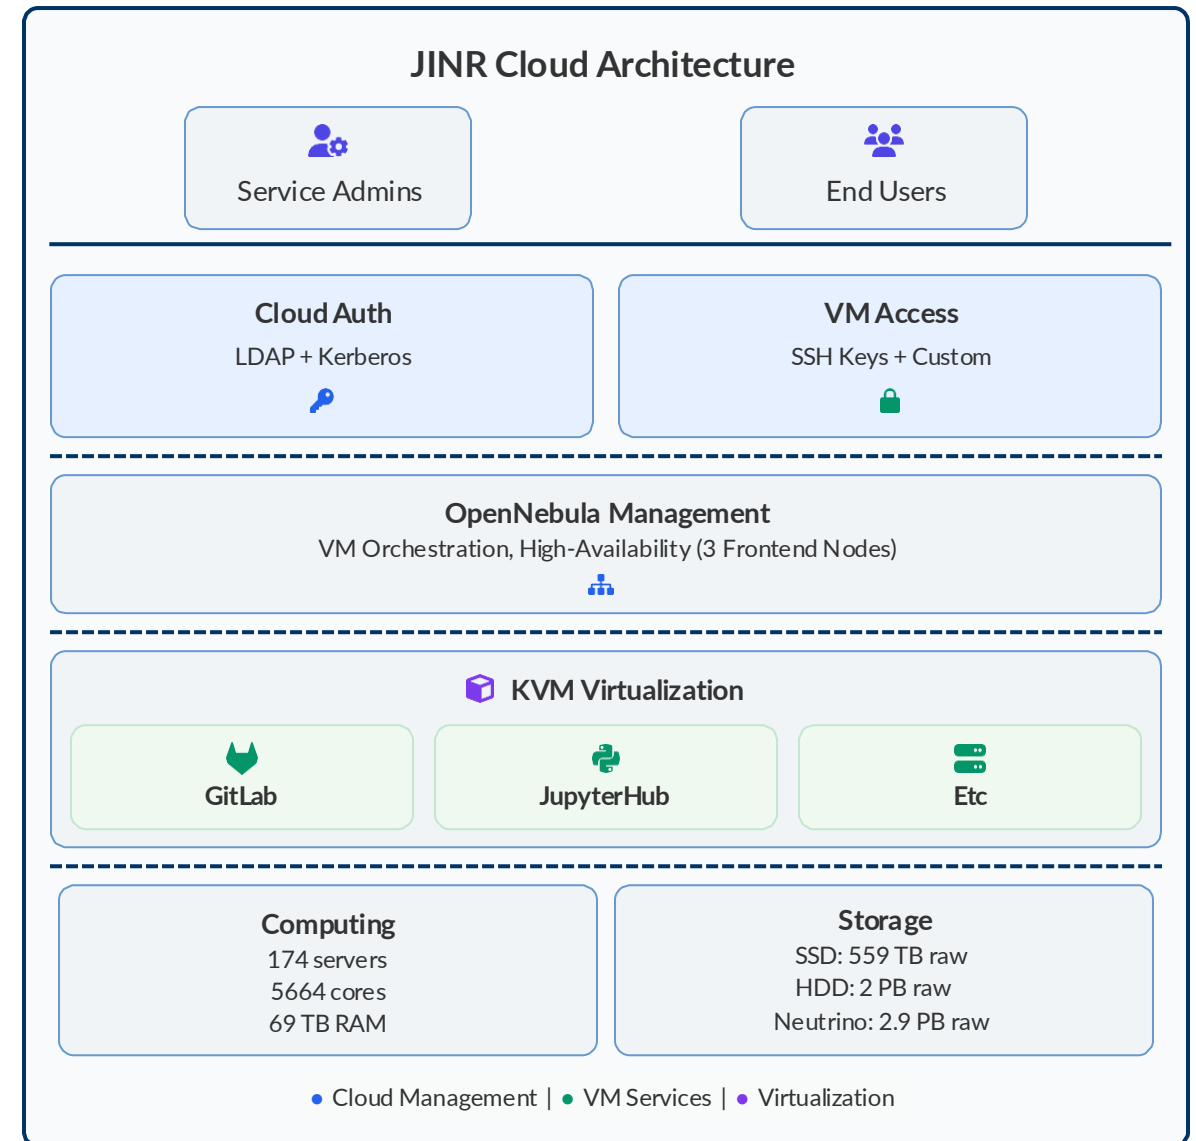 JINR Cloud Architecture
Service Admins
End Users
Cloud Auth
LDAP + Kerberos
VM Access
SSH Keys + Custom
OpenNebula Management
VM Orchestration, High-Availability (3 Frontend Nodes)
KVM Virtualization
GitLab
JupyterHub
Etc
Computing
174 servers
5664 cores
69 TB RAM
Storage
SSD: 559 TB raw
HDD: 2 PB raw
Neutrino: 2.9 PB raw
● Cloud Management | ● VM Services | ● Virtualization